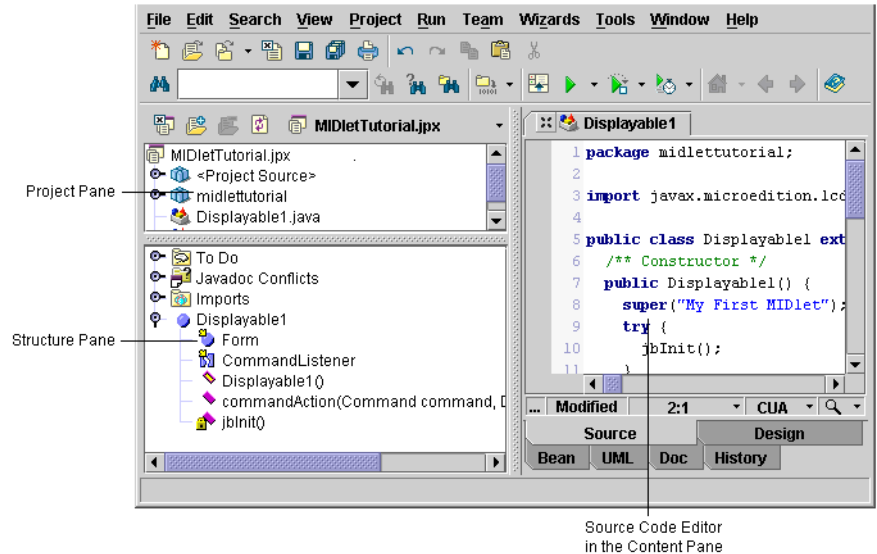 File Edit Search View Project Run Team Wizards Tools Window Help
MIDletTutorial.jpx
MIDletTutorial.jpx
<Project Source>
midlettutorial
Displayable1.java
Project Pane
To Do
Javadoc Conflicts
Imports
Displayable1
Form
CommandListener
Displayable1()
commandAction(Command command, D
jbInit()
Structure Pane
Displayable1
1 package midlettutorial;
2
3 import javax.microedition.lcd
4
5 public class Displayable1 ext
6 /** Constructor */
7 public Displayable1() {
8 super("My First MIDlet");
9 try {
10 jbInit();
11 }
... Modified 2:1 CUA
Source Design
Bean UML Doc History
Source Code Editor
in the Content Pane